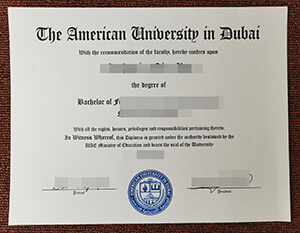 The American University in Dubai
With the recommendation of the faculty, hereby confers upon
the degree of
Bachelor of
With all the rights, honors, privileges and responsibilities pertaining thereto.
In Witness Whereof, this Diploma is granted under the authority bestowed by the
UAE Ministry of Education and bears the seal of the University
Provost
President